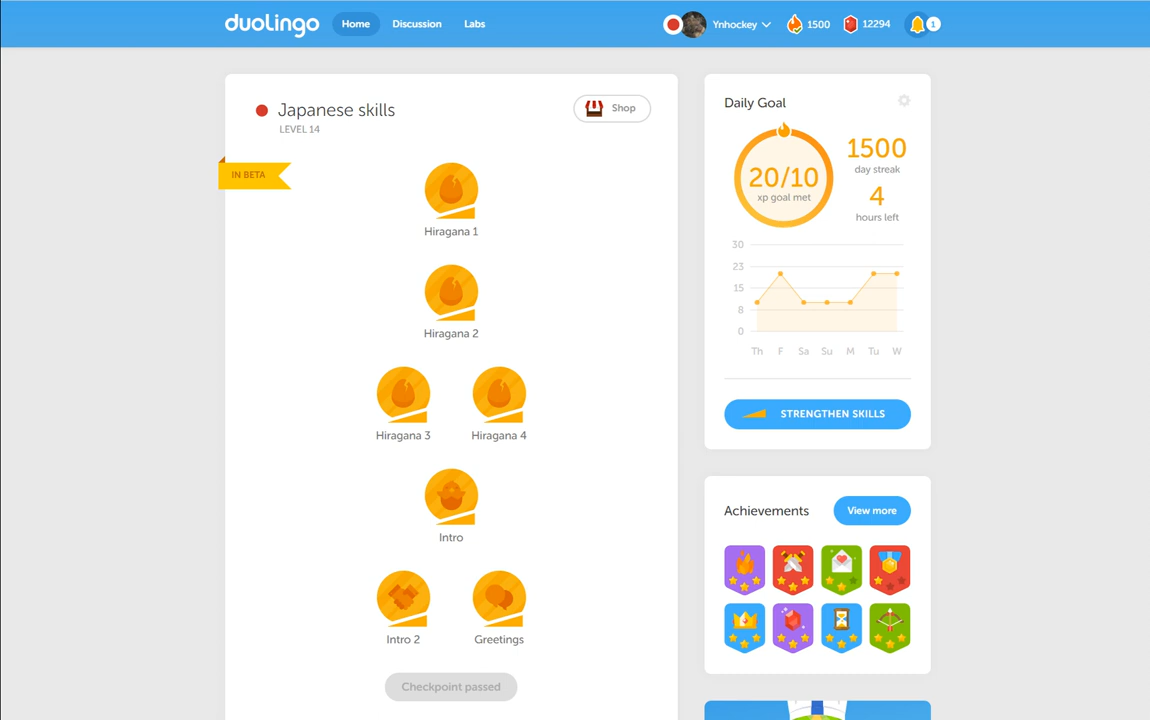 duolingo
Home
Discussion
Labs
Ynhockey
1500
12294
1
Japanese skills
LEVEL 14
Shop
IN BETA
Hiragana 1
Hiragana 2
Hiragana 3
Hiragana 4
Intro
Intro 2
Greetings
Checkpoint passed
Daily Goal
20/10
xp goal met
1500
day streak
4
hours left
30
23
15
8
0
Th F Sa Su M Tu W
STRENGTHEN SKILLS
Achievements
View more